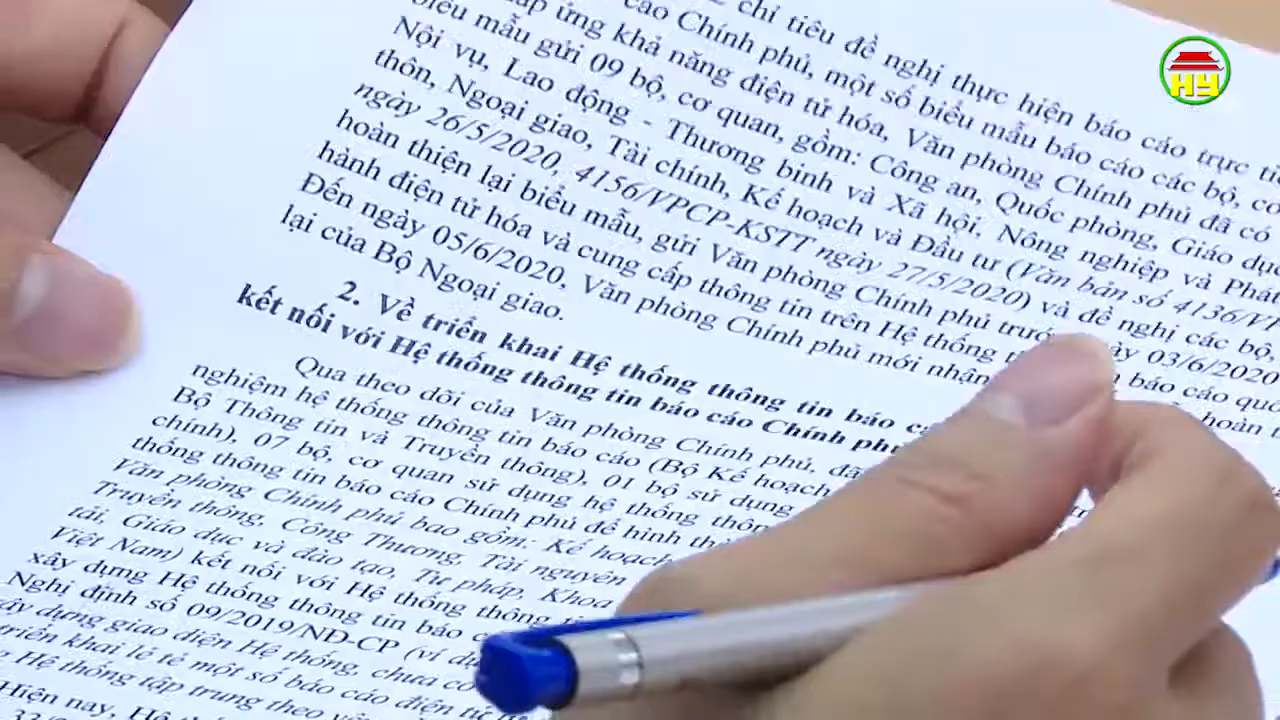 chỉ tiêu đề nghị thực hiện báo cáo trực
cáo Chính phủ, một số biểu mẫu báo cáo các bộ,
ứng khả năng điện tử hóa, Văn phòng Chính phủ đã có
biểu mẫu gửi 09 bộ, cơ quan, gồm: Công an, Quốc phòng, Giáo dục
Nội vụ, Lao động - Thương binh và Xã hội, Nông nghiệp và Phát
thôn, Ngoại giao, Tài chính, Kế hoạch và Đầu tư (Văn bản số 4136/VP
ngày 26/5/2020, 4156/VPCP-KSTT ngày 27/5/2020) và đề nghị các bộ,
hoàn thiện lại biểu mẫu, gửi Văn phòng Chính phủ trước ngày 03/6/2020
hành điện tử hóa và cung cấp thông tin trên Hệ thống báo cáo
Đến ngày 05/6/2020, Văn phòng Chính phủ mới nhận hoàn
lại của Bộ Ngoại giao.
2. Về triển khai Hệ thống thông tin báo
kết nối với Hệ thống thông tin báo cáo Chính phủ
Qua theo dõi của Văn phòng Chính phủ, đã
nghiệm hệ thống thông tin báo cáo (Bộ Kế hoạch
Bộ Thông tin và Truyền thông), 01 bộ sử dụng
chính), 07 bộ, cơ quan sử dụng hệ thống thông
thống thông tin báo cáo Chính phủ để hình
Văn phòng Chính phủ bao gồm: Kế hoạch
Truyền thông, Công Thương, Tài nguyên
tải, Giáo dục và đào tạo, Tư pháp, Khoa
Việt Nam) kết nối với Hệ thống thông
xây dựng Hệ thống thông tin báo
Nghị định số 09/2019/NĐ-CP (ví dụ
xây dựng giao diện Hệ thống, chưa có
triển khai lẻ tẻ một số báo cáo điện tử
Hệ thống tập trung theo
Hiện nay,
HY